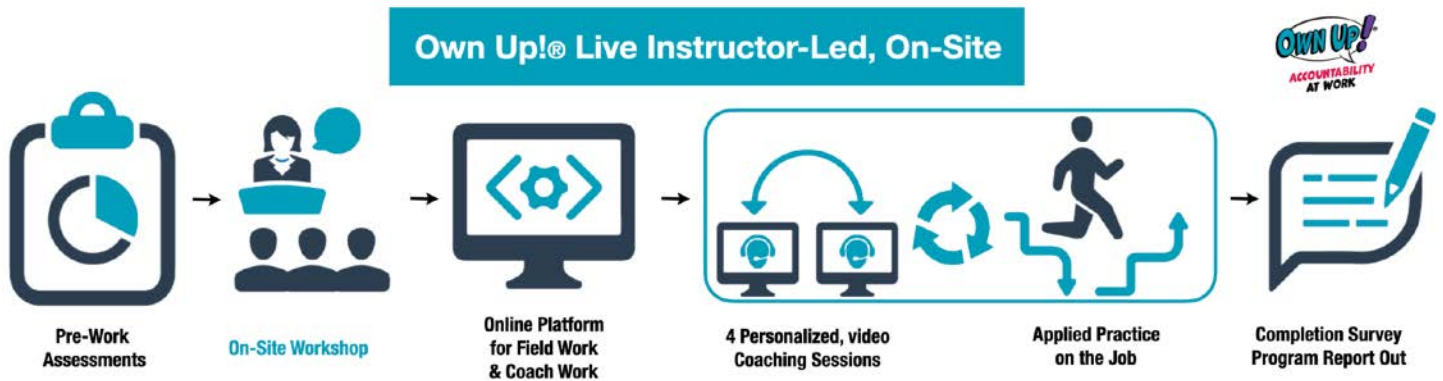 Own Up!® Live Instructor-Led, On-Site
OWN UP!®
ACCOUNTABILITY
AT WORK
Pre-Work
Assessments
On-Site Workshop
Online Platform
for Field Work
& Coach Work
4 Personalized, video
Coaching Sessions
Applied Practice
on the Job
Completion Survey
Program Report Out